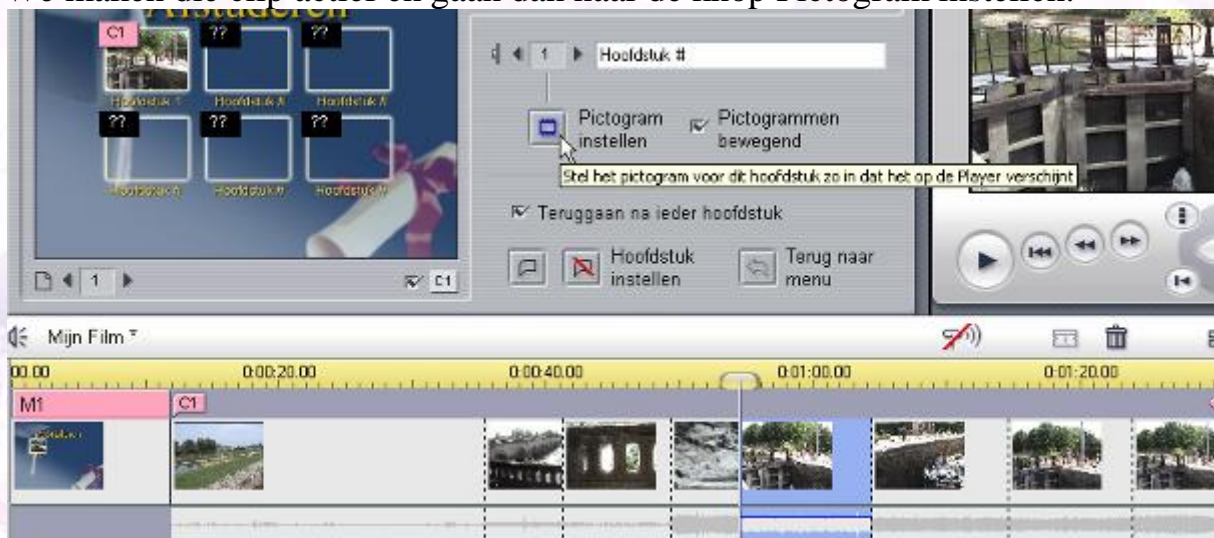 We maken die clip actief en gaan dan naar de knop Pictogram instellen.
Afstuderen
C1 ?? ??
Hoofdstuk 1 Hoofdstuk # Hoofdstuk #
?? ?? ??
Hoofdstuk # Hoofdstuk # Hoofdstuk #
1
C1
1 Hoofdstuk #
Pictogram instellen
Pictogrammen bewegend
Stel het pictogram voor dit hoofdstuk zo in dat het op de Player verschijnt
Teruggaan na ieder hoofdstuk
Hoofdstuk instellen
Terug naar menu
Mijn Film *
00.00 0:00:20.00 0:00:40.00 0:01:00.00 0:01:20.00
M1 C1